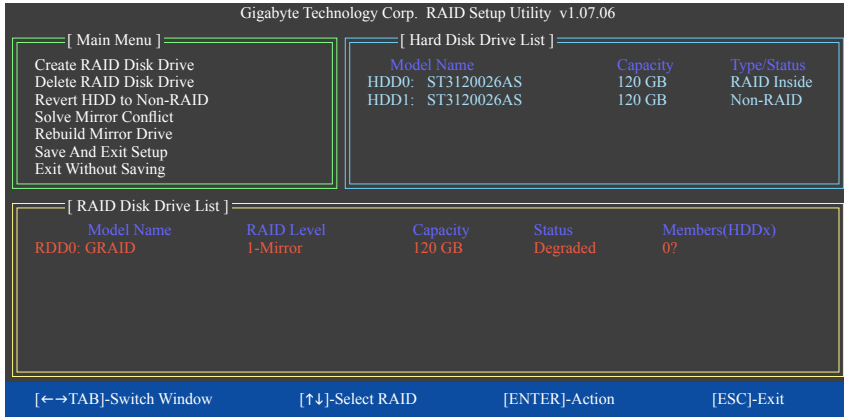 Gigabyte Technology Corp. RAID Setup Utility v1.07.06
[ Main Menu ]
Create RAID Disk Drive
Delete RAID Disk Drive
Revert HDD to Non-RAID
Solve Mirror Conflict
Rebuild Mirror Drive
Save And Exit Setup
Exit Without Saving
[ Hard Disk Drive List ]
Model Name Capacity Type/Status
HDD0: ST3120026AS 120 GB RAID Inside
HDD1: ST3120026AS 120 GB Non-RAID
[ RAID Disk Drive List ]
Model Name RAID Level Capacity Status Members(HDDx)
RDD0: GRAID 1-Mirror 120 GB Degraded 0?
[←→TAB]-Switch Window [↑↓]-Select RAID [ENTER]-Action [ESC]-Exit